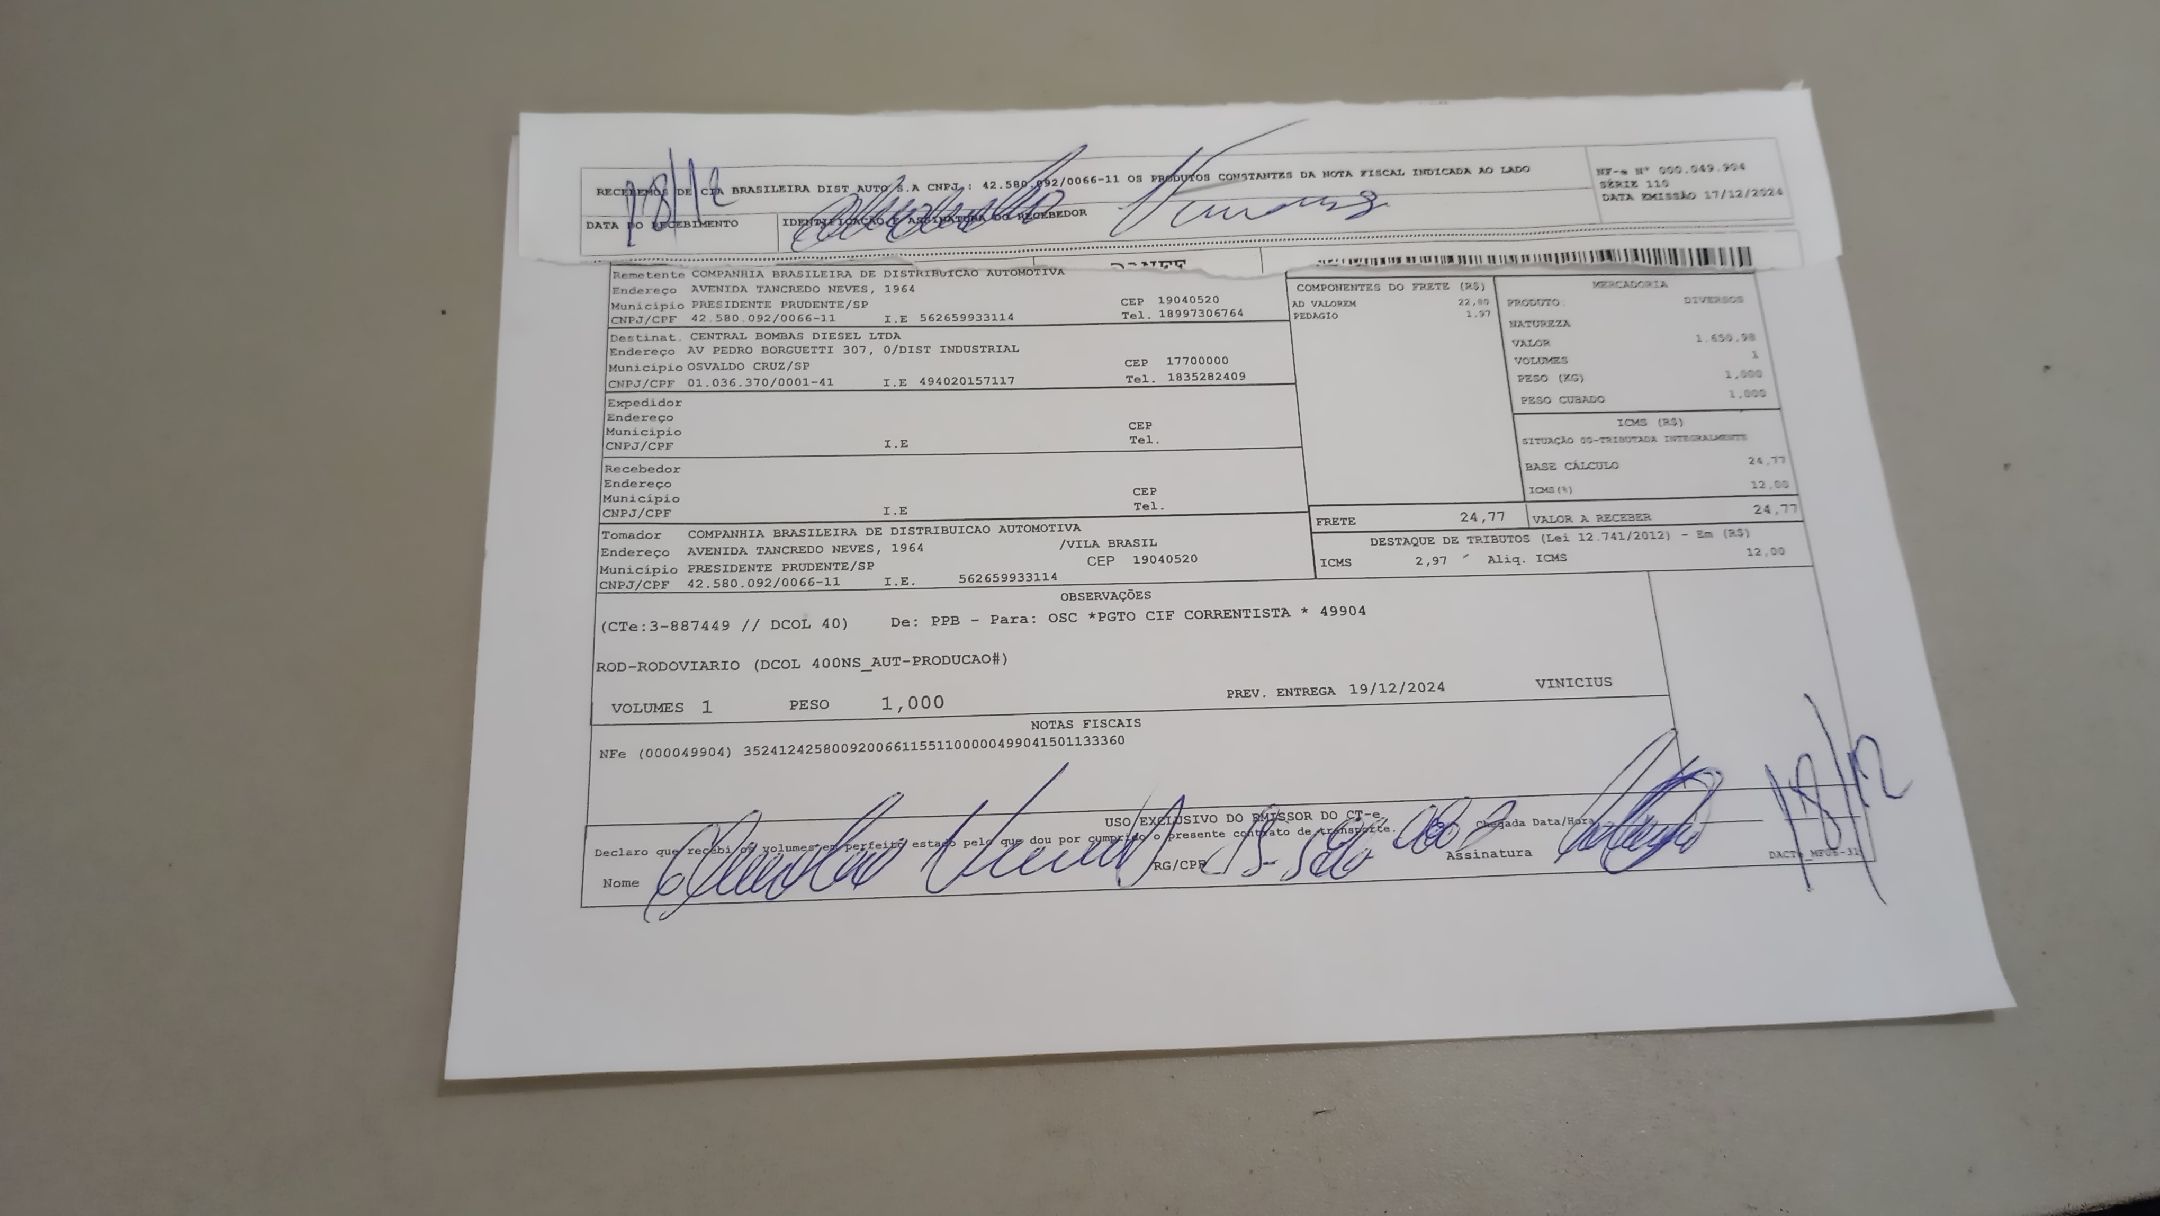 RECEBEMOS DE CIA BRASILEIRA DIST AUTO S.A CNPJ : 42.580.092/0066-11 OS PRODUTOS CONSTANTES DA NOTA FISCAL INDICADA AO LADO
NF-e Nº 000.049.904
SÉRIE 110
DATA EMISSÃO 17/12/2024
18/12
DATA DO RECEBIMENTO
IDENTIFICAÇÃO E ASSINATURA DO RECEBEDOR
Remetente COMPANHIA BRASILEIRA DE DISTRIBUICAO AUTOMOTIVA
Endereço AVENIDA TANCREDO NEVES, 1964
Município PRESIDENTE PRUDENTE/SP CEP 19040520
CNPJ/CPF 42.580.092/0066-11 I.E 562659933114 Tel. 18997306764
Destinat. CENTRAL BOMBAS DIESEL LTDA
Endereço AV PEDRO BORGUETTI 307, 0/DIST INDUSTRIAL
Município OSVALDO CRUZ/SP CEP 17700000
CNPJ/CPF 01.036.370/0001-41 I.E 494020157117 Tel. 1835282409
Expedidor
Endereço
Município CEP
CNPJ/CPF I.E Tel.
Recebedor
Endereço
Município CEP
CNPJ/CPF I.E Tel.
Tomador COMPANHIA BRASILEIRA DE DISTRIBUICAO AUTOMOTIVA
Endereço AVENIDA TANCREDO NEVES, 1964 /VILA BRASIL
Município PRESIDENTE PRUDENTE/SP CEP 19040520
CNPJ/CPF 42.580.092/0066-11 I.E. 562659933114
COMPONENTES DO FRETE (R$)
AD VALOREM 22,80
PEDAGIO 1,97
MERCADORIA
PRODUTO: DIVERSOS
NATUREZA
VALOR 1.650,98
VOLUMES 1
PESO (KG) 1,000
PESO CUBADO 1,000
ICMS (R$)
SITUAÇÃO 00-TRIBUTADA INTEGRALMENTE
BASE CÁLCULO 24,77
ICMS(%) 12,00
FRETE 24,77 VALOR A RECEBER 24,77
DESTAQUE DE TRIBUTOS (Lei 12.741/2012) - Em (R$)
ICMS 2,97 Aliq. ICMS 12,00
OBSERVAÇÕES
(CTe:3-887449 // DCOL 40) De: PPB - Para: OSC *PGTO CIF CORRENTISTA * 49904
ROD-RODOVIARIO (DCOL 400NS_AUT-PRODUCAO#)
VOLUMES 1 PESO 1,000 PREV. ENTREGA 19/12/2024 VINICIUS
NOTAS FISCAIS
NFe (000049904) 35241242580092006611551100000499041501133360
USO EXCLUSIVO DO EMISSOR DO CT-e
Declaro que recebi os volumes em perfeito estado pelo que dou por cumprido o presente contrato de transporte.
Chegada Data/Hora
18/12
Nome RG/CPF Assinatura